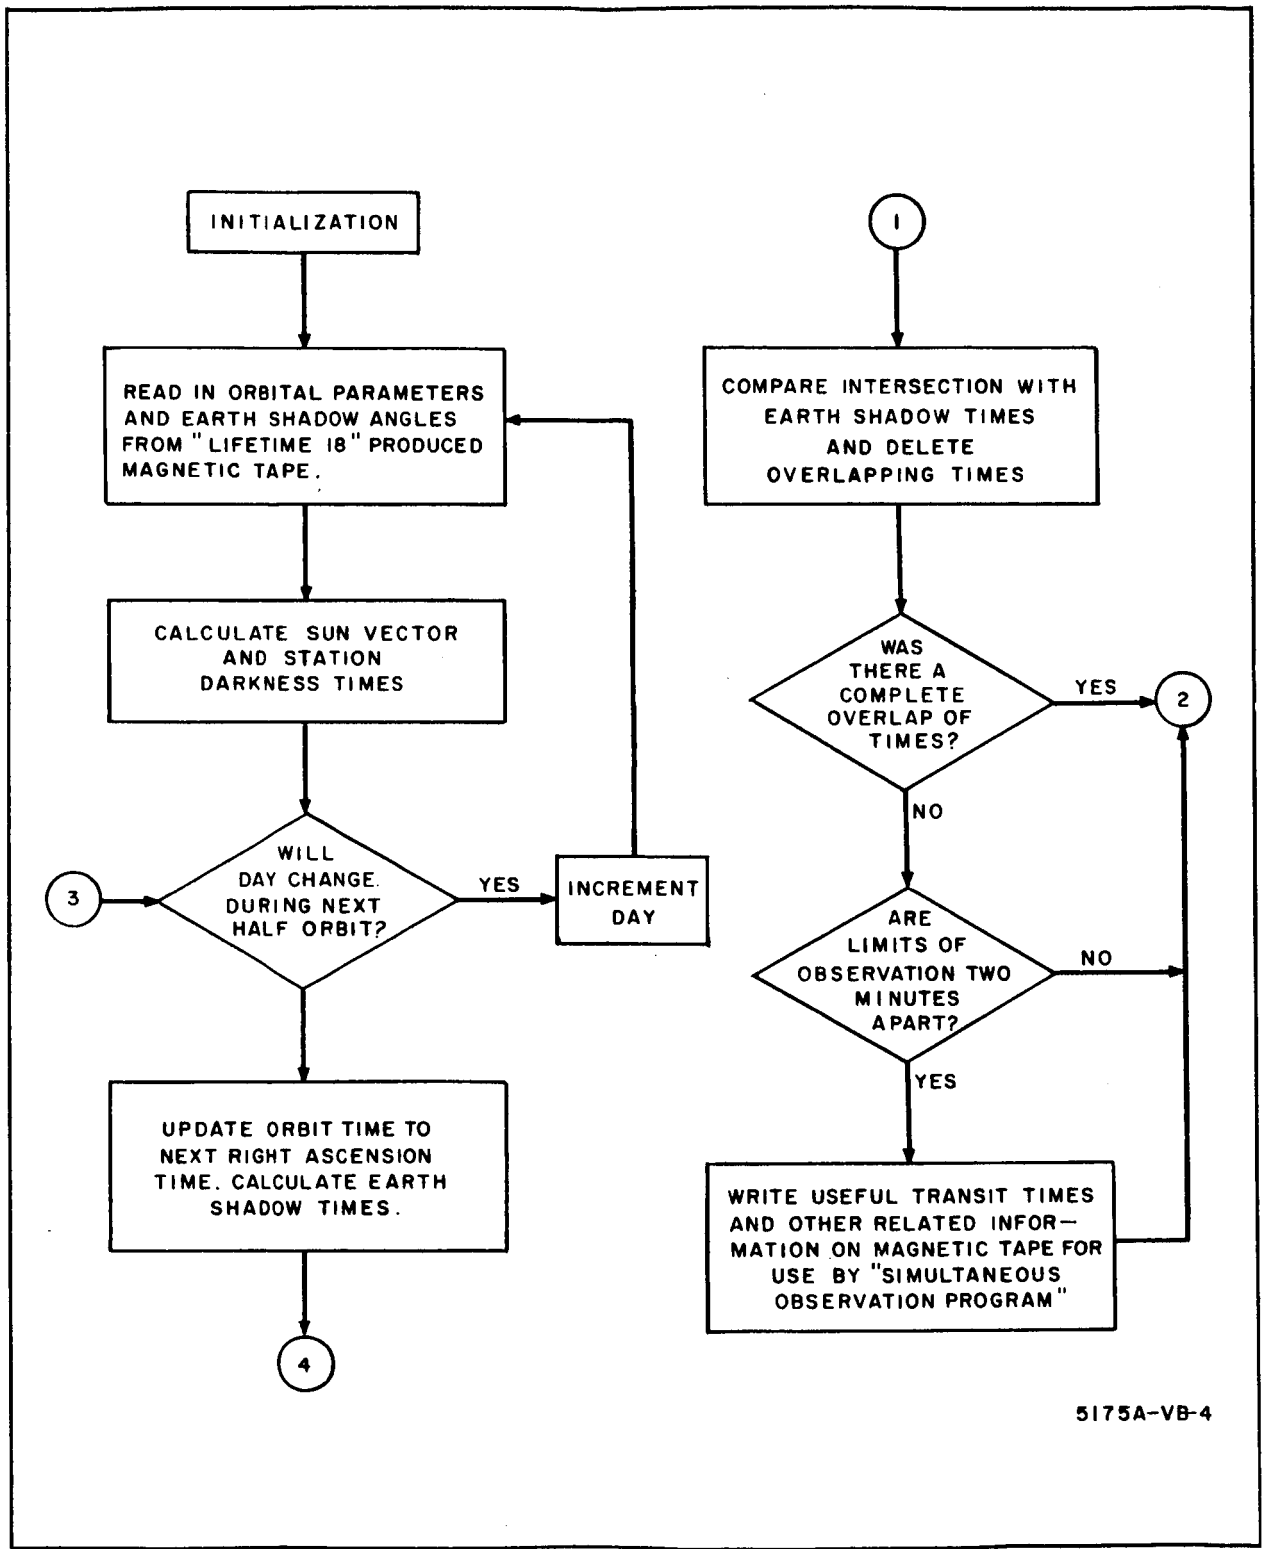 INITIALIZATION
READ IN ORBITAL PARAMETERS
AND EARTH SHADOW ANGLES
FROM "LIFETIME 18" PRODUCED
MAGNETIC TAPE.
CALCULATE SUN VECTOR
AND STATION
DARKNESS TIMES
3
WILL
DAY CHANGE
DURING NEXT
HALF ORBIT?
YES
INCREMENT
DAY
UPDATE ORBIT TIME TO
NEXT RIGHT ASCENSION
TIME. CALCULATE EARTH
SHADOW TIMES.
4
1
COMPARE INTERSECTION WITH
EARTH SHADOW TIMES
AND DELETE
OVERLAPPING TIMES
WAS
THERE A
COMPLETE
OVERLAP OF
TIMES?
YES
2
NO
ARE
LIMITS OF
OBSERVATION TWO
MINUTES
APART?
NO
YES
WRITE USEFUL TRANSIT TIMES
AND OTHER RELATED INFOR-
MATION ON MAGNETIC TAPE FOR
USE BY "SIMULTANEOUS
OBSERVATION PROGRAM"
5175A-VB-4